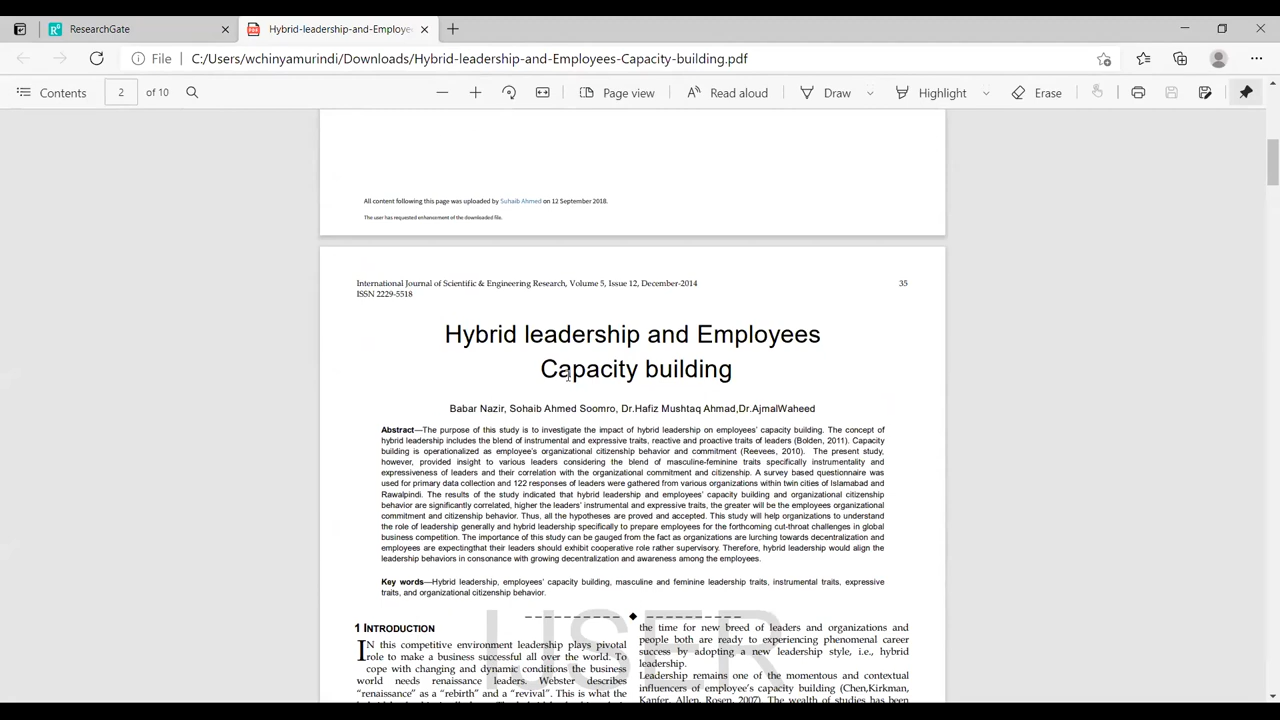 ResearchGate
Hybrid-leadership-and-Employe
File C:/Users/wchinyamurindi/Downloads/Hybrid-leadership-and-Employees-Capacity-building.pdf
Contents 2 of 10 Page view Read aloud Draw Highlight Erase
All content following this page was uploaded by Suhaib Ahmed on 12 September 2018.
The user has requested enhancement of the downloaded file.
International Journal of Scientific & Engineering Research, Volume 5, Issue 12, December-2014 35
ISSN 2229-5518
Hybrid leadership and Employees
Capacity building
Babar Nazir, Sohaib Ahmed Soomro, Dr.Hafiz Mushtaq Ahmad,Dr.AjmalWaheed
Abstract—The purpose of this study is to investigate the impact of hybrid leadership on employees' capacity building. The concept of
hybrid leadership includes the blend of instrumental and expressive traits, reactive and proactive traits of leaders (Bolden, 2011). Capacity
building is operationalized as employee's organizational citizenship behavior and commitment (Reevees, 2010). The present study,
however, provided insight to various leaders considering the blend of masculine-feminine traits specifically instrumentality and
expressiveness of leaders and their correlation with the organizational commitment and citizenship. A survey based questionnaire was
used for primary data collection and 122 responses of leaders were gathered from various organizations within twin cities of Islamabad and
Rawalpindi. The results of the study indicated that hybrid leadership and employees' capacity building and organizational citizenship
behavior are significantly correlated, higher the leaders' instrumental and expressive traits, the greater will be the employees organizational
commitment and citizenship behavior. Thus, all the hypotheses are proved and accepted. This study will help organizations to understand
the role of leadership generally and hybrid leadership specifically to prepare employees for the forthcoming cut-throat challenges in global
business competition. The importance of this study can be gauged from the fact as organizations are lurching towards decentralization and
employees are expectingthat their leaders should exhibit cooperative role rather supervisory. Therefore, hybrid leadership would align the
leadership behaviors in consonance with growing decentralization and awareness among the employees.
Key words—Hybrid leadership, employees' capacity building, masculine and feminine leadership traits, instrumental traits, expressive
traits, and organizational citizenship behavior.
IJSER
1 INTRODUCTION
IN this competitive environment leadership plays pivotal
role to make a business successful all over the world. To
cope with changing and dynamic conditions the business
world needs renaissance leaders. Webster describes
"renaissance" as a "rebirth" and a "revival". This is what the
the time for new breed of leaders and organizations and
people both are ready to experiencing phenomenal career
success by adopting a new leadership style, i.e., hybrid
leadership.
Leadership remains one of the momentous and contextual
influencers of employee's capacity building (Chen,Kirkman,
Kanfer, Allen, Rosen, 2007). The wealth of studies has been